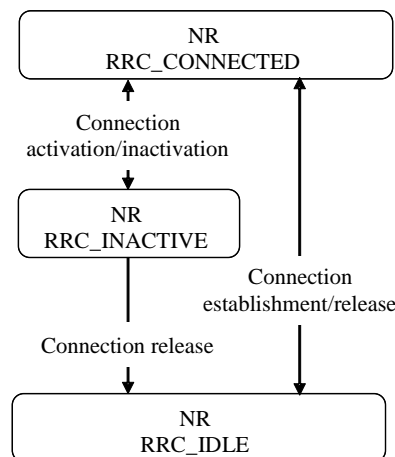 NR
RRC_CONNECTED
Connection
activation/inactivation
NR
RRC_INACTIVE
Connection
establishment/release
Connection release
NR
RRC_IDLE